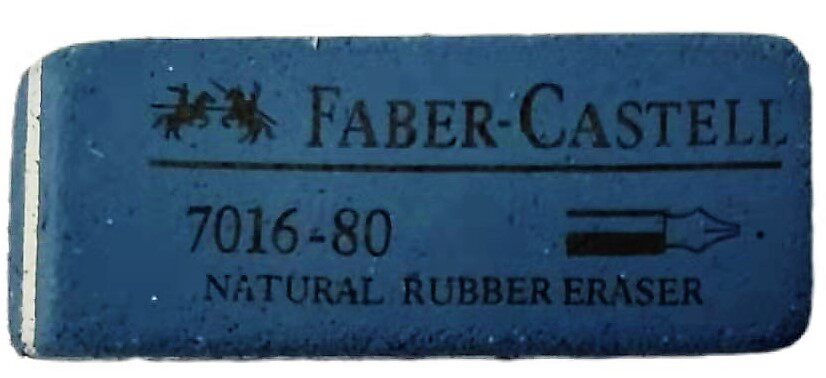 FABER-CASTELL
7016-80
NATURAL RUBBER ERASER